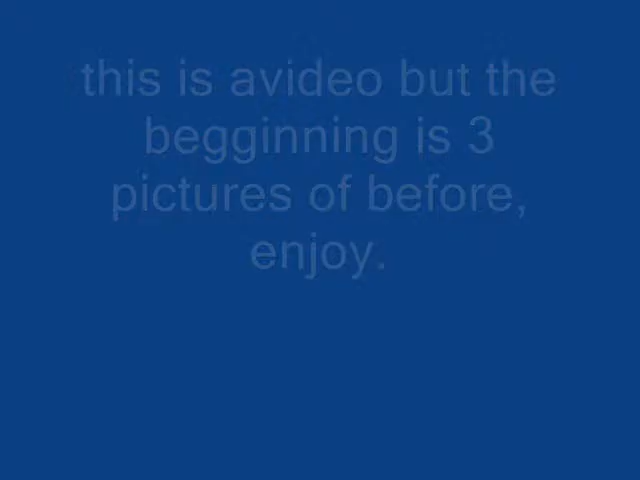 this is avideo but the
begginning is 3
pictures of before,
enjoy.